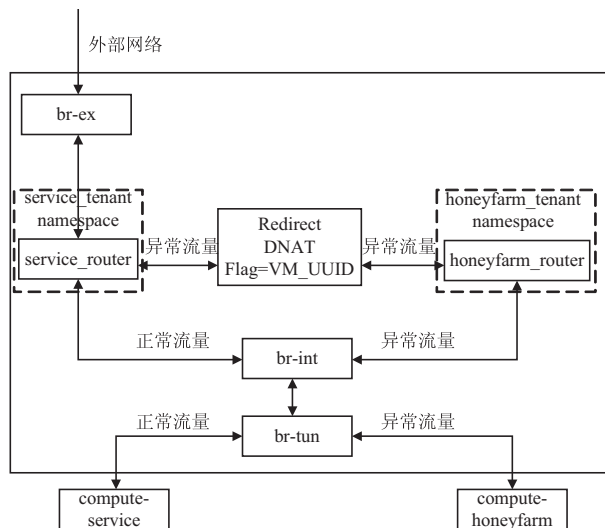 外部网络
br-ex
service_tenant
namespace
service_router
异常流量
Redirect
DNAT
Flag=VM_UUID
异常流量
honeyfarm_tenant
namespace
honeyfarm_router
正常流量
br-int
异常流量
正常流量
br-tun
异常流量
compute-
service
compute-
honeyfarm